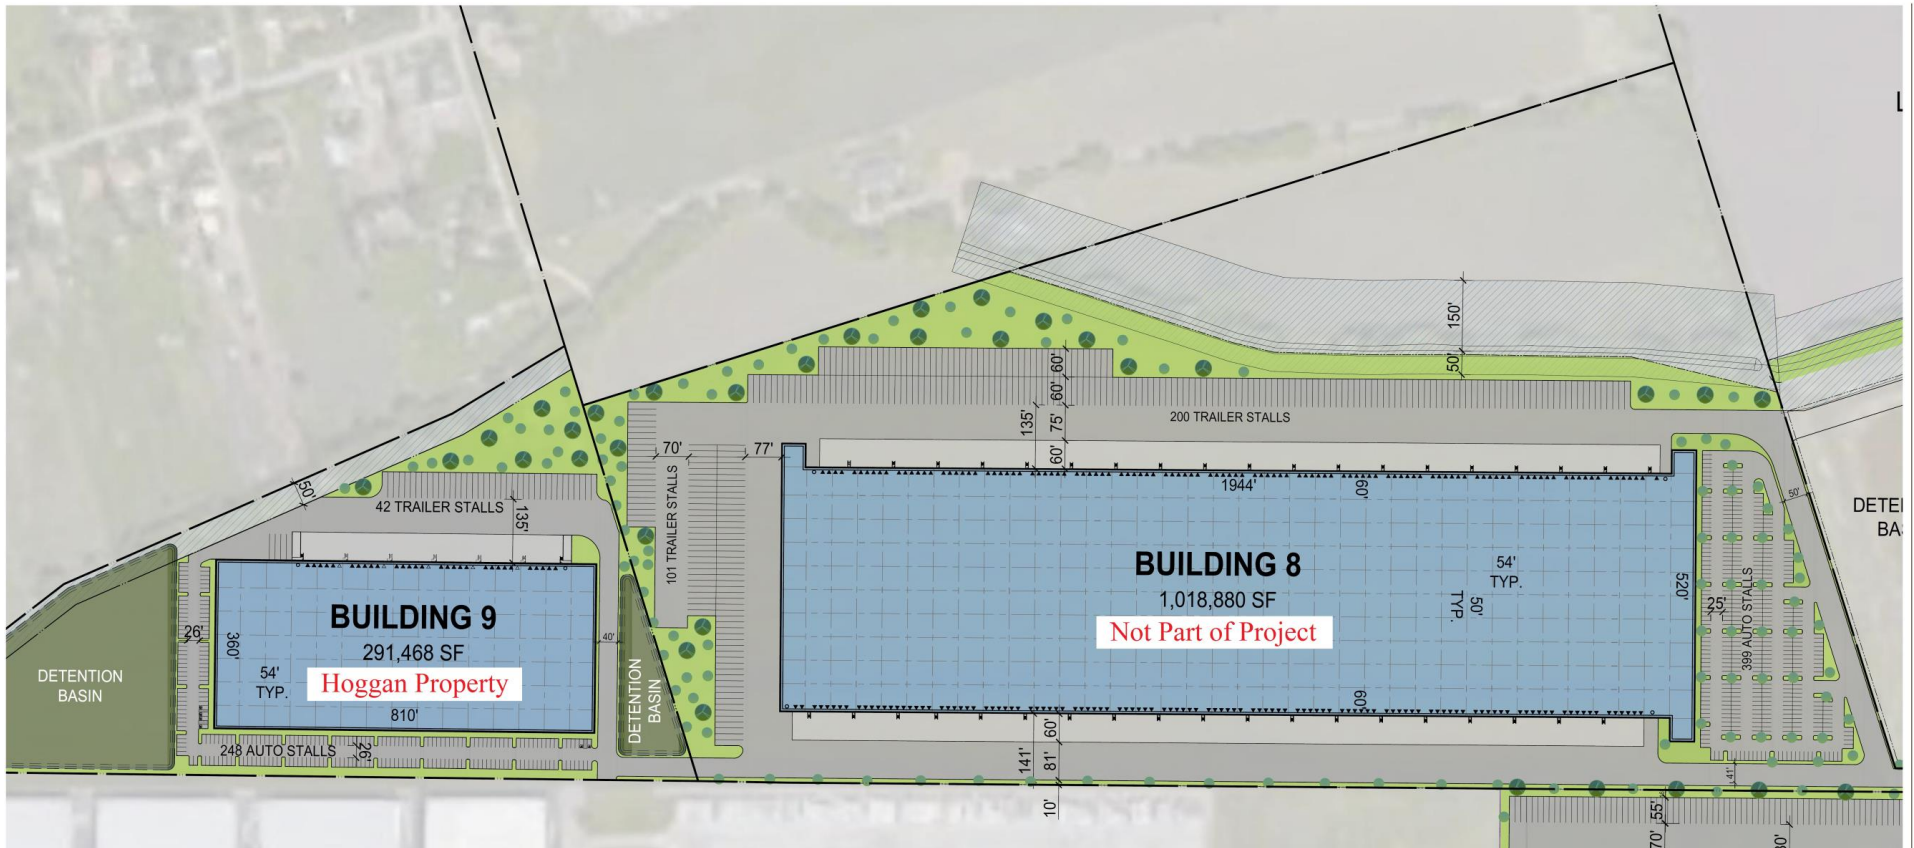 L
150'
50'
60'
60'
135'
75'
60'
200 TRAILER STALLS
70'
77'
101 TRAILER STALLS
50'
42 TRAILER STALLS
135'
1944'
60'
50'
DETE
BA
BUILDING 8
1,018,880 SF
Not Part of Project
54'
TYP.
50'
TYP.
520'
25'
399 AUTO STALLS
BUILDING 9
291,468 SF
Hoggan Property
26'
360'
54'
TYP.
810'
40'
DETENTION
BASIN
DETENTION
BASIN
60'
248 AUTO STALLS
26'
141'
60'
81'
10'
41'
55'
70'